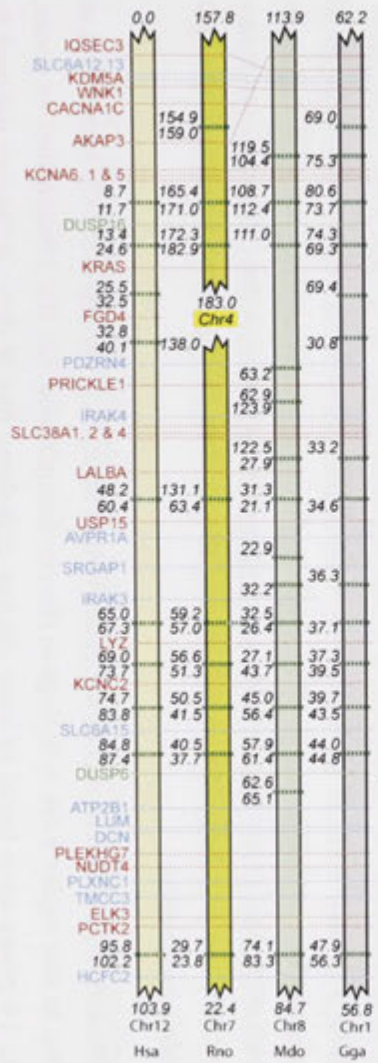 0.0 157.8 113.9 62.2
IQSEC3
SLC6A12,13
KDM5A
WNK1
CACNA1C
154.9 69.0
159.0
AKAP3
119.5 75.3
104.4
KCNA6, 1 & 5
8.7 165.4 108.7 80.6
11.7 171.0 112.4 73.7
DUSP16
13.4 172.3 111.0 74.3
24.6 182.9 69.3
KRAS
25.5 69.4
32.5 183.0
FGD4 Chr4
32.8
40.1 138.0 30.8
PDZRN4
63.2
PRICKLE1
62.9
123.9
IRAK4
SLC38A1, 2 & 4
122.5 33.2
27.9
LALBA
48.2 131.1 31.3
60.4 63.4 21.1 34.6
USP15
AVPR1A
22.9
SRGAP1
36.3
32.2
IRAK3
65.0 59.2 32.5
67.3 57.0 26.4 37.1
LYZ
69.0 56.6 27.1 37.3
73.7 51.3 43.7 39.5
KCNC2
74.7 50.5 45.0 39.7
83.8 41.5 56.4 43.5
SLC6A15
84.8 40.5 57.9 44.0
87.4 37.7 61.4 44.8
DUSP6
62.6
65.1
ATP2B1
LUM
DCN
PLEKHG7
NUDT4
PLXNC1
TMCC3
ELK3
PCTK2
95.8 29.7 74.1 47.9
102.2 23.8 83.3 56.3
HCFC2
103.9 22.4 84.7 56.8
Chr12 Chr7 Chr8 Chr1
Hsa Rno Mdo Gga